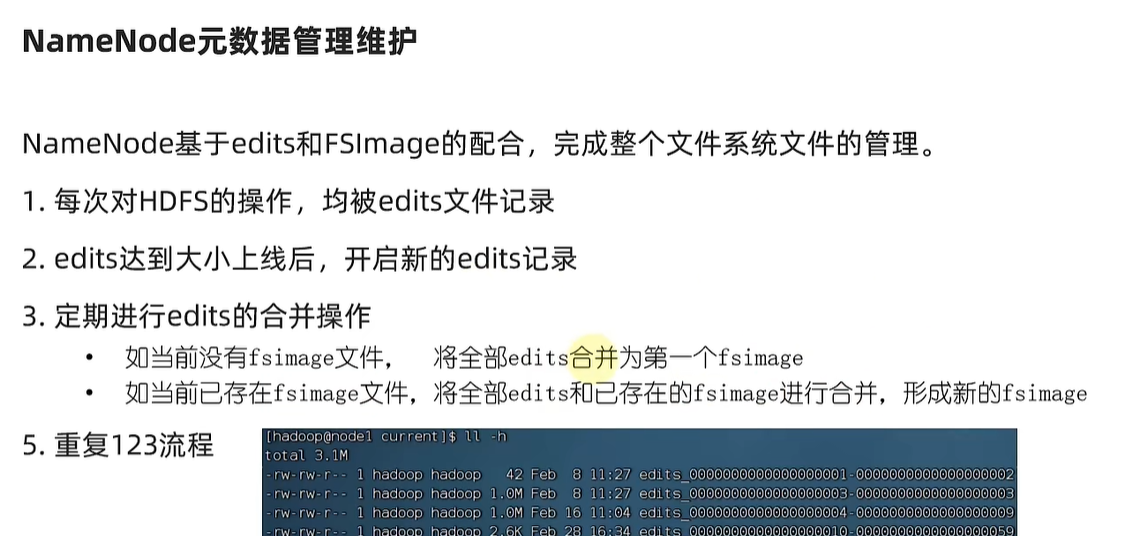 NameNode元数据管理维护
NameNode基于edits和FSImage的配合，完成整个文件系统文件的管理。
1. 每次对HDFS的操作，均被edits文件记录
2. edits达到大小上线后，开启新的edits记录
3. 定期进行edits的合并操作
• 如当前没有fsimage文件， 将全部edits合并为第一个fsimage
• 如当前已存在fsimage文件，将全部edits和已存在的fsimage进行合并，形成新的fsimage
5. 重复123流程
[hadoop@node1 current]$ ll -h
total 3.1M
-rw-rw-r-- 1 hadoop hadoop   42 Feb  8 11:27 edits_0000000000000000001-0000000000000000002
-rw-rw-r-- 1 hadoop hadoop 1.0M Feb  8 11:27 edits_0000000000000000003-0000000000000000003
-rw-rw-r-- 1 hadoop hadoop 1.0M Feb 16 11:04 edits_0000000000000000004-0000000000000000009
-rw-rw-r-- 1 hadoop hadoop 2.6K Feb 28 16:34 edits_0000000000000000010-0000000000000000059